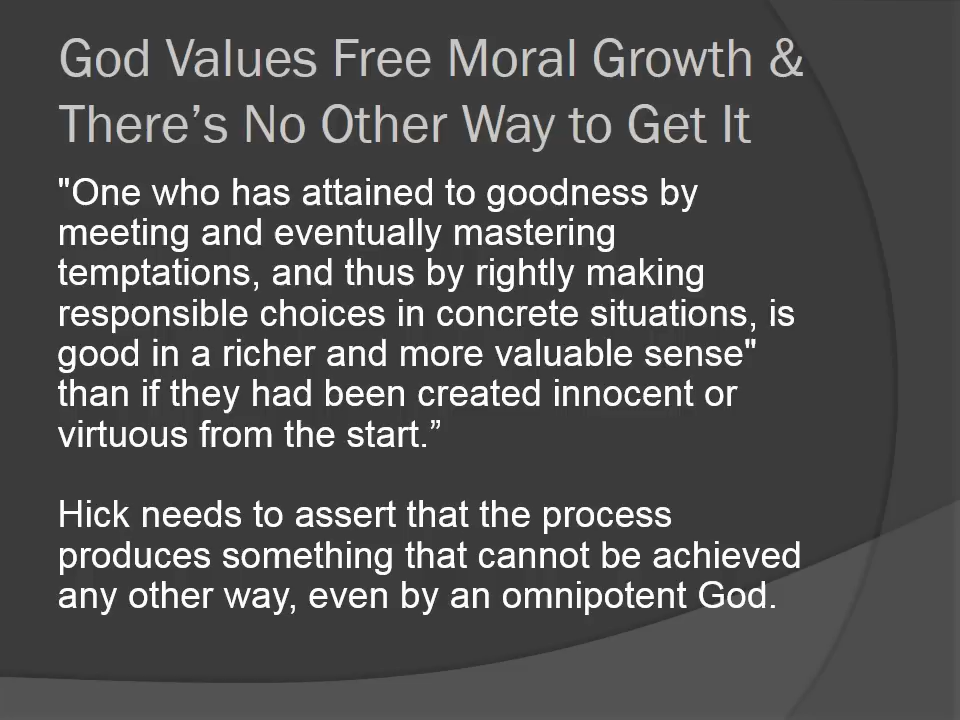 God Values Free Moral Growth &
There’s No Other Way to Get It
"One who has attained to goodness by
meeting and eventually mastering
temptations, and thus by rightly making
responsible choices in concrete situations, is
good in a richer and more valuable sense"
than if they had been created innocent or
virtuous from the start.”
Hick needs to assert that the process
produces something that cannot be achieved
any other way, even by an omnipotent God.